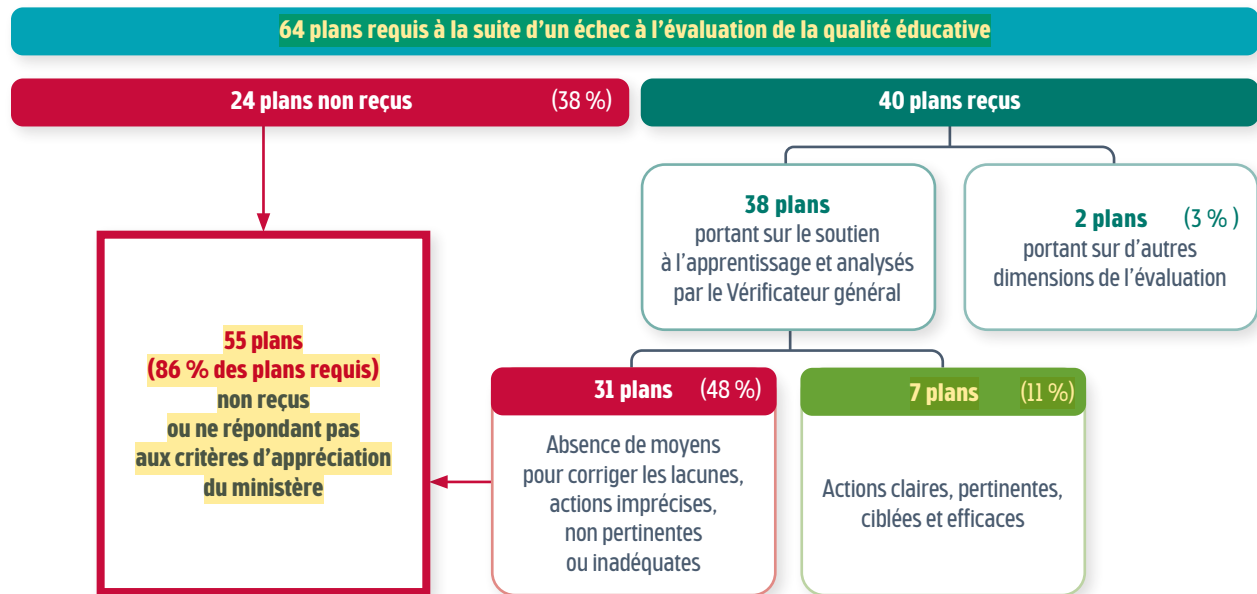 64 plans requis à la suite d'un échec à l'évaluation de la qualité éducative
24 plans non reçus (38 %)
40 plans reçus
38 plans
portant sur le soutien
à l'apprentissage et analysés
par le Vérificateur général
2 plans (3 % )
portant sur d'autres
dimensions de l'évaluation
55 plans
(86 % des plans requis)
non reçus
ou ne répondant pas
aux critères d'appréciation
du ministère
31 plans (48 %)
Absence de moyens
pour corriger les lacunes,
actions imprécises,
non pertinentes
ou inadéquates
7 plans (11 %)
Actions claires, pertinentes,
ciblées et efficaces